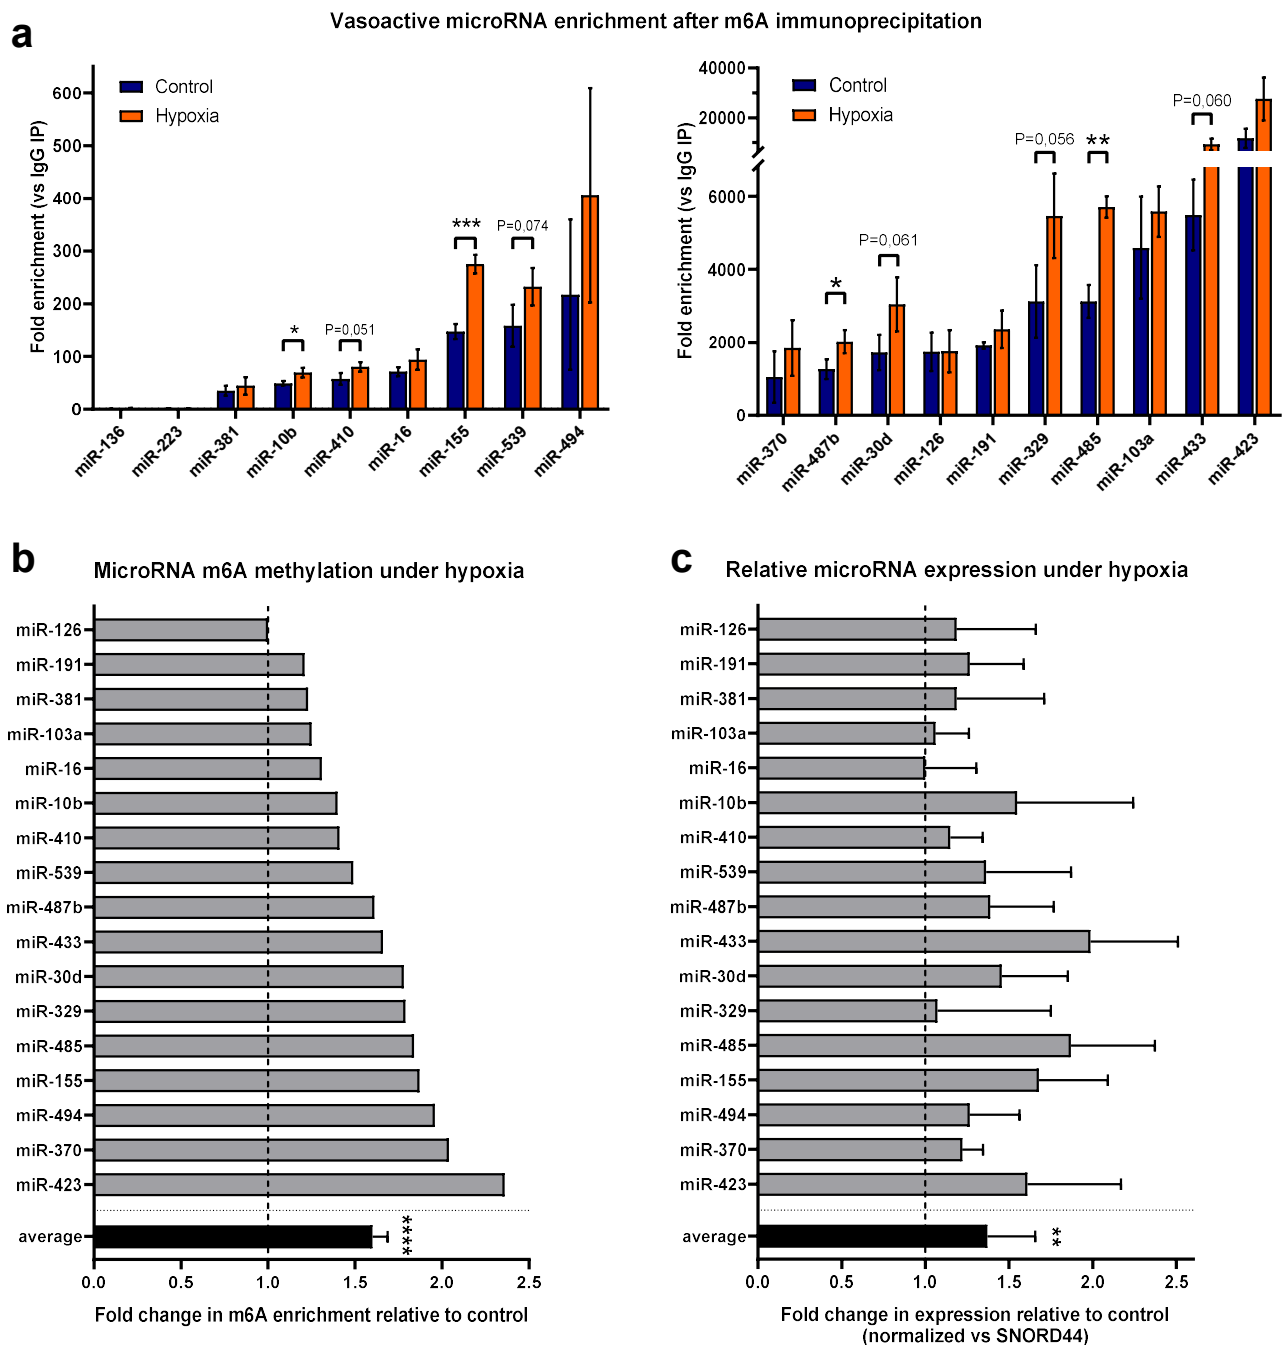 Vasoactive microRNA enrichment after m6A immunoprecipitation
a
Fold enrichment (vs IgG IP)
600
500
400
300
200
100
0
Control
Hypoxia
*
P=0,051
***
P=0,074
miR-136
miR-223
miR-381
miR-10b
miR-410
miR-16
miR-155
miR-539
miR-494
Fold enrichment (vs IgG IP)
40000
20000
6000
4000
2000
0
Control
Hypoxia
*
P=0,061
P=0,056
**
P=0,060
miR-370
miR-487b
miR-30d
miR-126
miR-191
miR-329
miR-485
miR-103a
miR-433
miR-423
b
MicroRNA m6A methylation under hypoxia
miR-126
miR-191
miR-381
miR-103a
miR-16
miR-10b
miR-410
miR-539
miR-487b
miR-433
miR-30d
miR-329
miR-485
miR-155
miR-494
miR-370
miR-423
average
****
0.0 0.5 1.0 1.5 2.0 2.5
Fold change in m6A enrichment relative to control
c
Relative microRNA expression under hypoxia
miR-126
miR-191
miR-381
miR-103a
miR-16
miR-10b
miR-410
miR-539
miR-487b
miR-433
miR-30d
miR-329
miR-485
miR-155
miR-494
miR-370
miR-423
average
**
0.0 0.5 1.0 1.5 2.0 2.5
Fold change in expression relative to control
(normalized vs SNORD44)